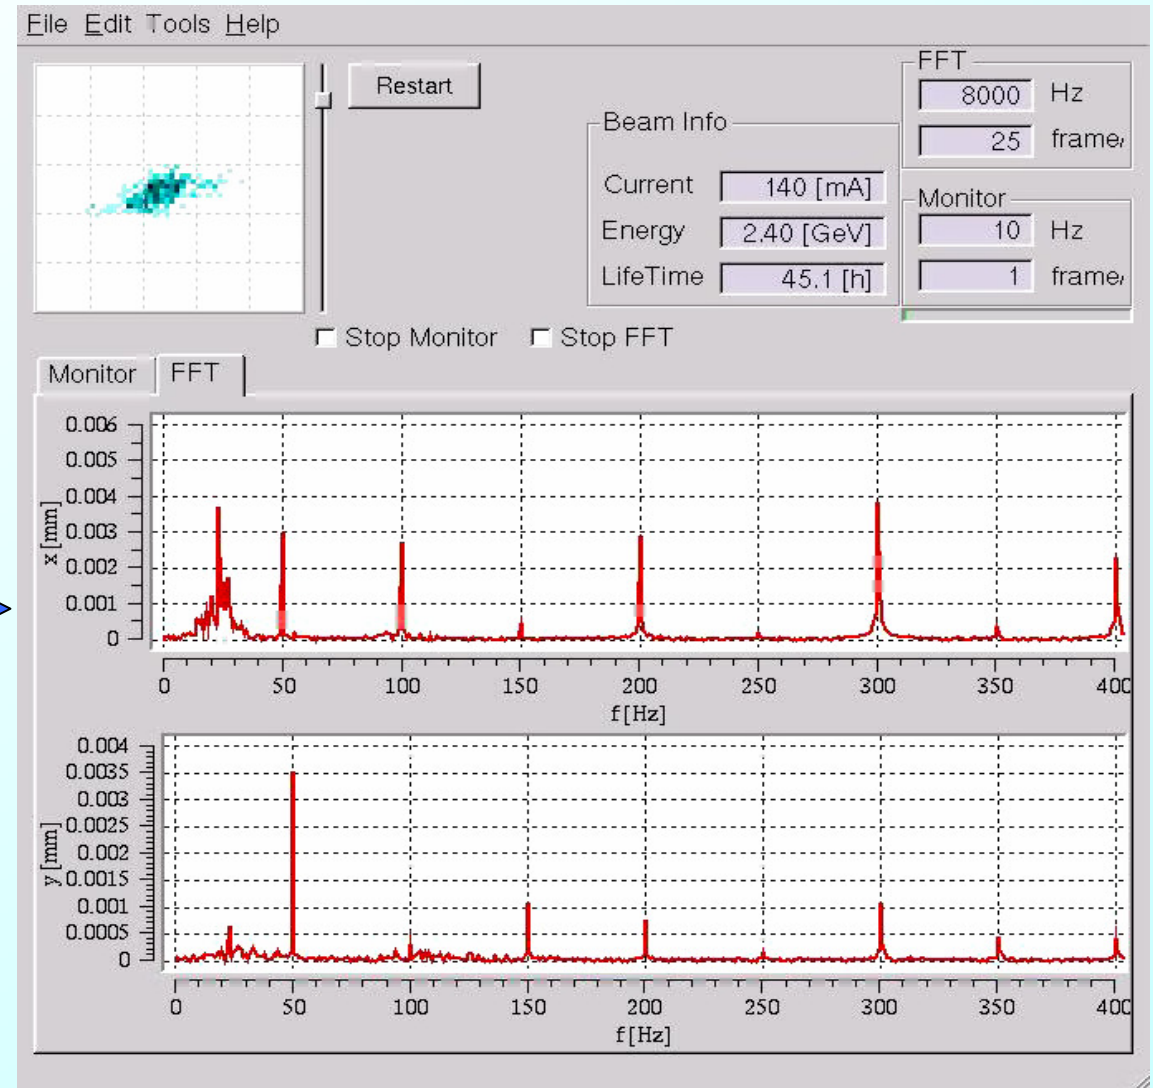 File Edit Tools Help
Restart
Beam Info
Current 140 [mA]
Energy 2.40 [GeV]
LifeTime 45.1 [h]
FFT
8000 Hz
25 frame/
Monitor
10 Hz
1 frame/
Stop Monitor Stop FFT
Monitor FFT
0.006
0.005
0.004
0.003
0.002
0.001
0
x [mm]
0 50 100 150 200 250 300 350 400
f [Hz]
0.004
0.0035
0.003
0.0025
0.002
0.0015
0.001
0.0005
0
y [mm]
0 50 100 150 200 250 300 350 400
f [Hz]